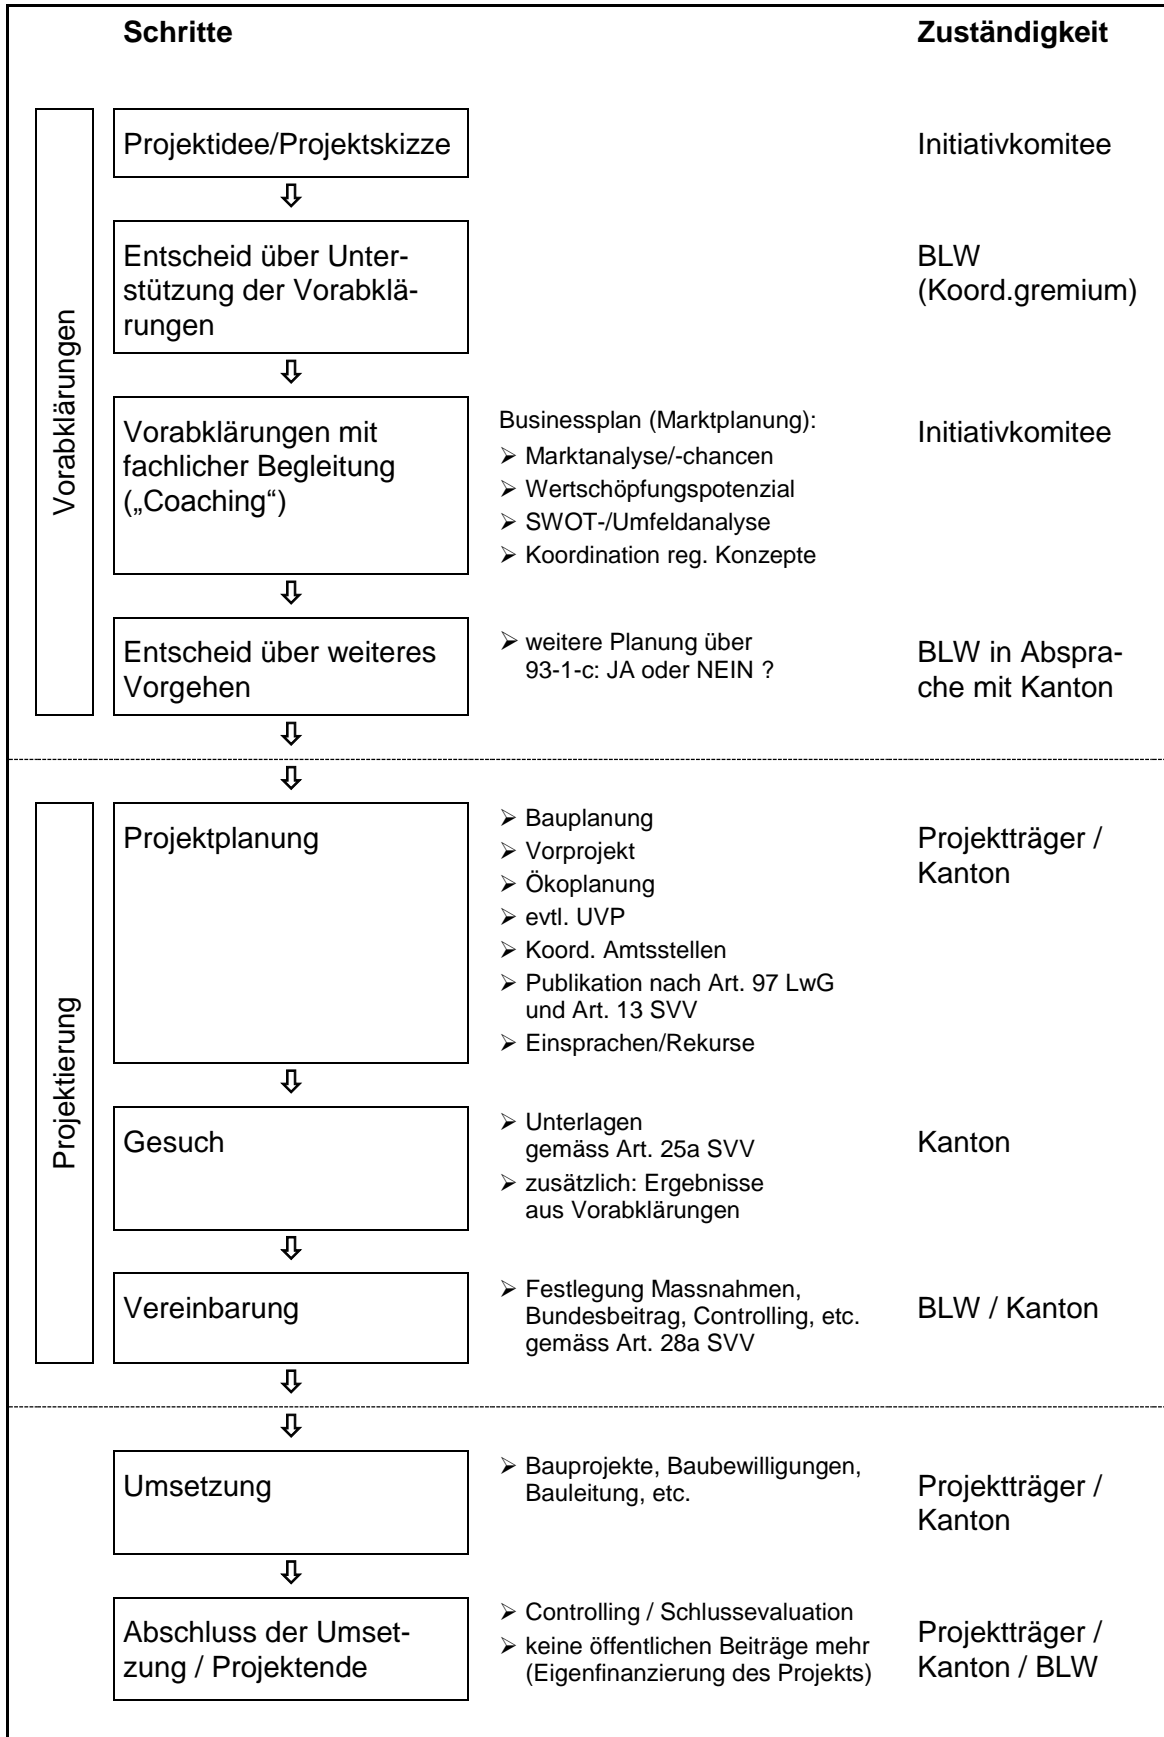 Schritte
Zuständigkeit
Vorabklärungen
Projektidee/Projektskizze
Initiativkomitee
Entscheid über Unter-
stützung der Vorabklä-
rungen
BLW
(Koord.gremium)
Vorabklärungen mit
fachlicher Begleitung
(„Coaching“)
Businessplan (Marktplanung):
➢ Marktanalyse/-chancen
➢ Wertschöpfungspotenzial
➢ SWOT-/Umfeldanalyse
➢ Koordination reg. Konzepte
Initiativkomitee
Entscheid über weiteres
Vorgehen
➢ weitere Planung über
93-1-c: JA oder NEIN ?
BLW in Abspra-
che mit Kanton
Projektierung
Projektplanung
➢ Bauplanung
➢ Vorprojekt
➢ Ökoplanung
➢ evtl. UVP
➢ Koord. Amtsstellen
➢ Publikation nach Art. 97 LwG
und Art. 13 SVV
➢ Einsprachen/Rekurse
Projektträger /
Kanton
Gesuch
➢ Unterlagen
gemäss Art. 25a SVV
➢ zusätzlich: Ergebnisse
aus Vorabklärungen
Kanton
Vereinbarung
➢ Festlegung Massnahmen,
Bundesbeitrag, Controlling, etc.
gemäss Art. 28a SVV
BLW / Kanton
Umsetzung
➢ Bauprojekte, Baubewilligungen,
Bauleitung, etc.
Projektträger /
Kanton
Abschluss der Umset-
zung / Projektende
➢ Controlling / Schlussevaluation
➢ keine öffentlichen Beiträge mehr
(Eigenfinanzierung des Projekts)
Projektträger /
Kanton / BLW